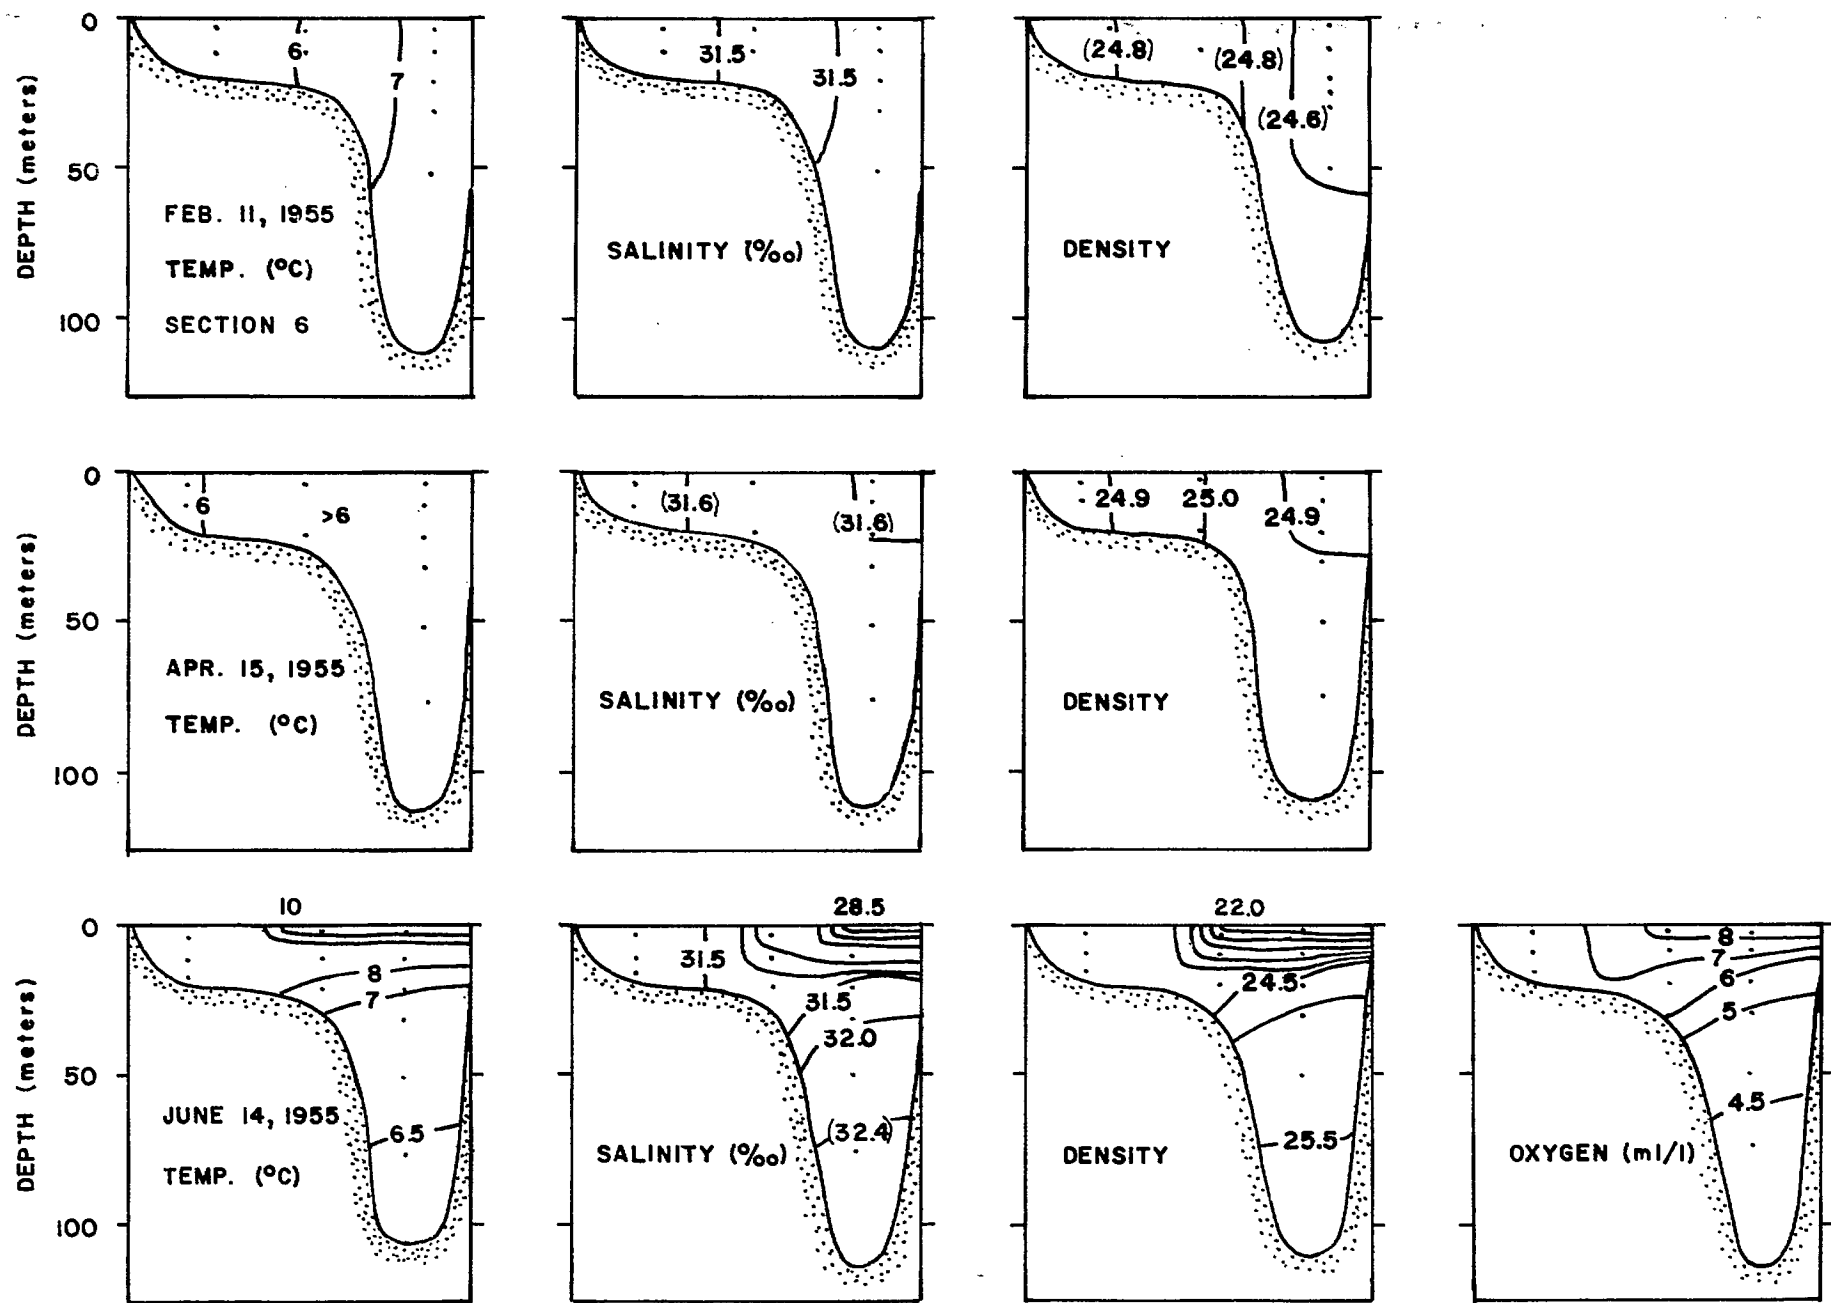 DEPTH (meters)
0
50
100
6
7
FEB. 11, 1955
TEMP. (°C)
SECTION 6
31.5
31.5
SALINITY (‰)
(24.8)
(24.8)
(24.6)
DENSITY
DEPTH (meters)
0
50
100
6
>6
APR. 15, 1955
TEMP. (°C)
(31.6)
(31.6)
SALINITY (‰)
24.9
25.0
24.9
DENSITY
DEPTH (meters)
0
50
100
10
8
7
6.5
JUNE 14, 1955
TEMP. (°C)
28.5
31.5
31.5
32.0
(32.4)
SALINITY (‰)
22.0
24.5
25.5
DENSITY
8
7
6
5
4.5
OXYGEN (ml/l)